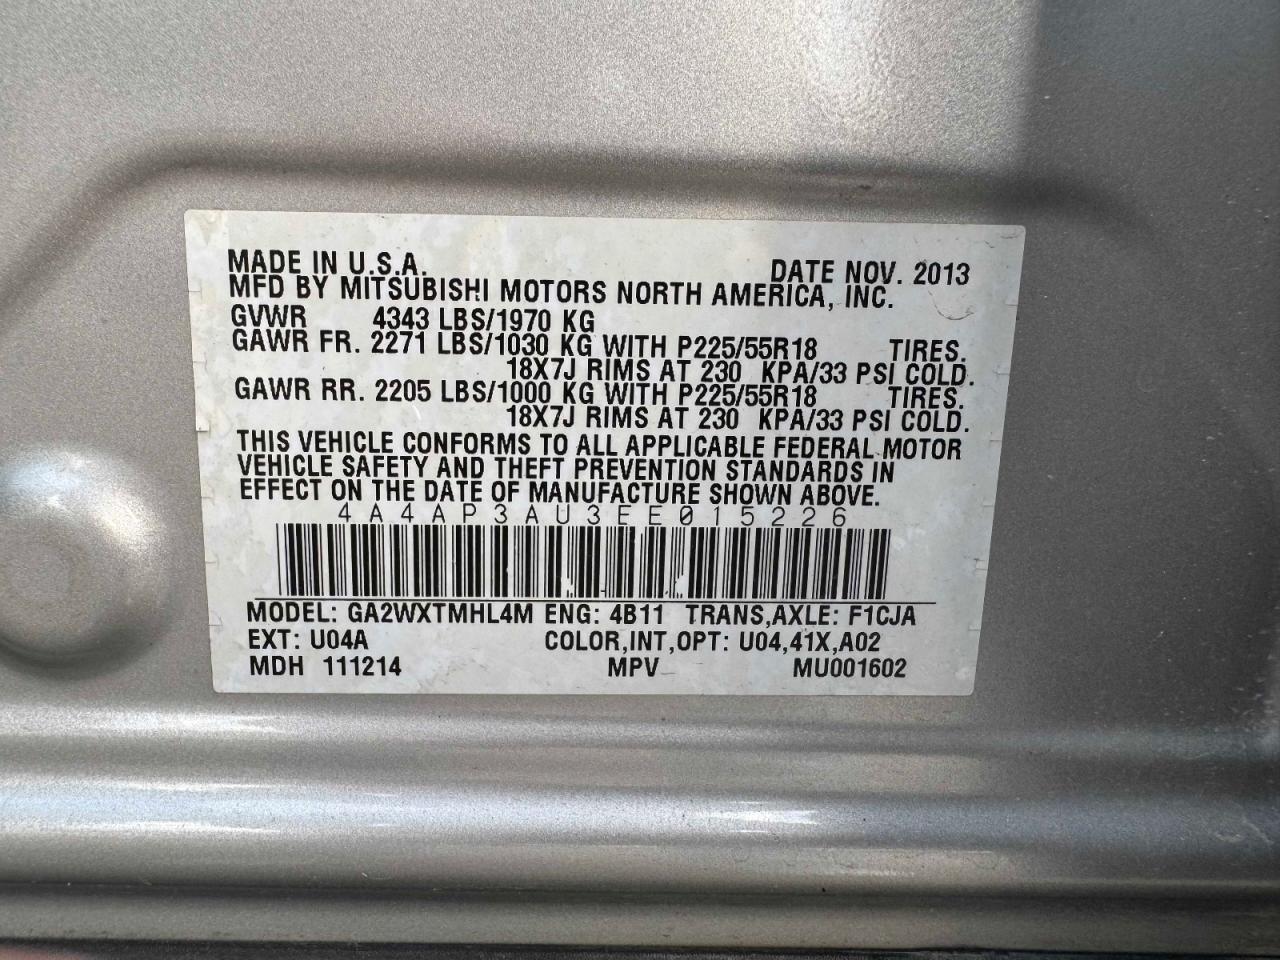 MADE IN U.S.A. DATE NOV. 2013
MFD BY MITSUBISHI MOTORS NORTH AMERICA, INC.
GVWR 4343 LBS/1970 KG
GAWR FR. 2271 LBS/1030 KG WITH P225/55R18 TIRES.
18X7J RIMS AT 230 KPA/33 PSI COLD.
GAWR RR. 2205 LBS/1000 KG WITH P225/55R18 TIRES.
18X7J RIMS AT 230 KPA/33 PSI COLD.
THIS VEHICLE CONFORMS TO ALL APPLICABLE FEDERAL MOTOR
VEHICLE SAFETY AND THEFT PREVENTION STANDARDS IN
EFFECT ON THE DATE OF MANUFACTURE SHOWN ABOVE.
4A4AP3AU3EE015226
MODEL: GA2WXTMHL4M ENG: 4B11 TRANS,AXLE: F1CJA
EXT: U04A COLOR,INT,OPT: U04,41X,A02
MDH 111214 MPV MU001602